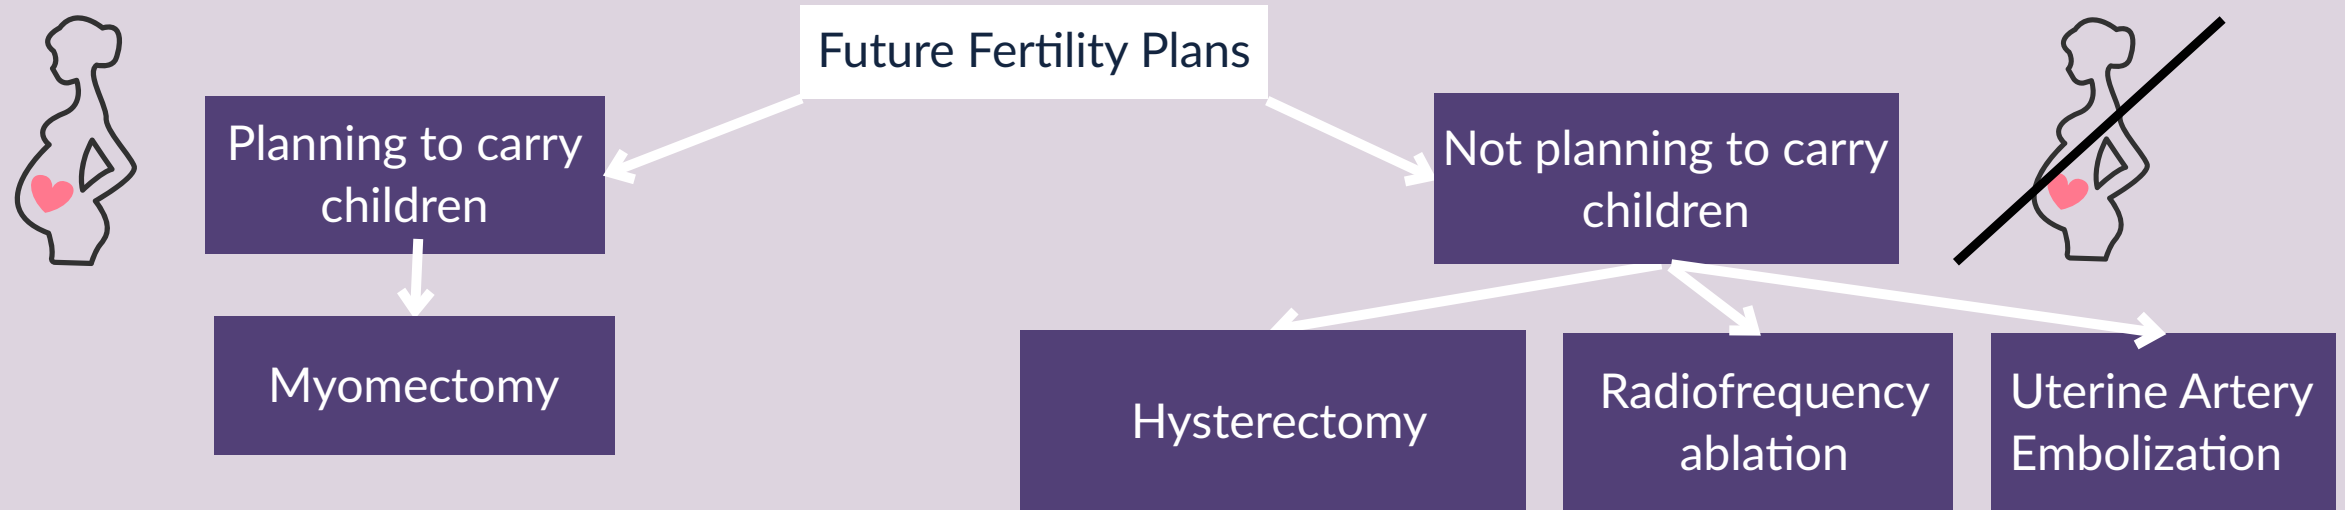 Future Fertility Plans
Planning to carry
children
Not planning to carry
children
Myomectomy
Hysterectomy
Radiofrequency
ablation
Uterine Artery
Embolization